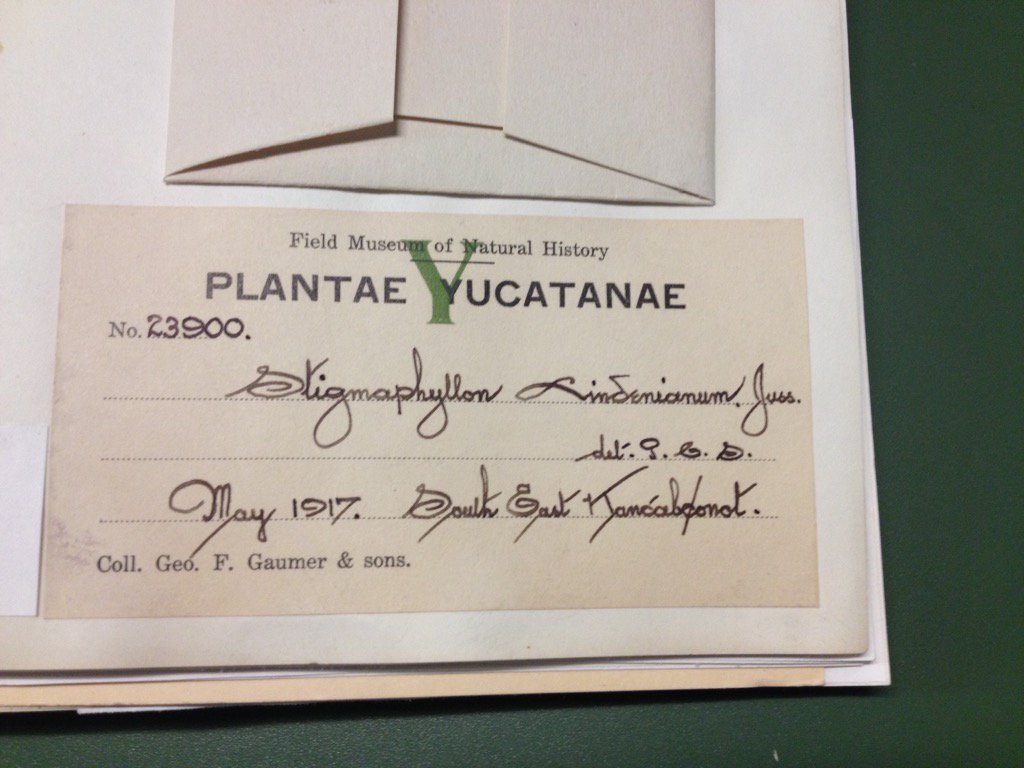 Field Museum of Natural History
PLANTAE YUCATANAE
Y
No. 23900.
Stigmaphyllon Lindenianum, Juss.
det. P. C. S.
May 1917. South East Kancabdonot.
Coll. Geo. F. Gaumer & sons.